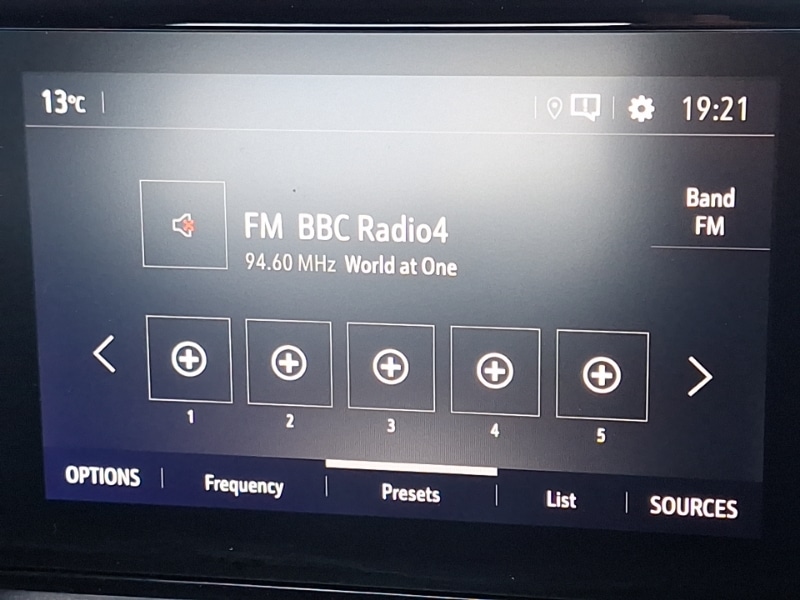 13°C
19:21
Band
FM
FM BBC Radio4
94.60 MHz World at One
1 2 3 4 5
OPTIONS Frequency Presets List SOURCES